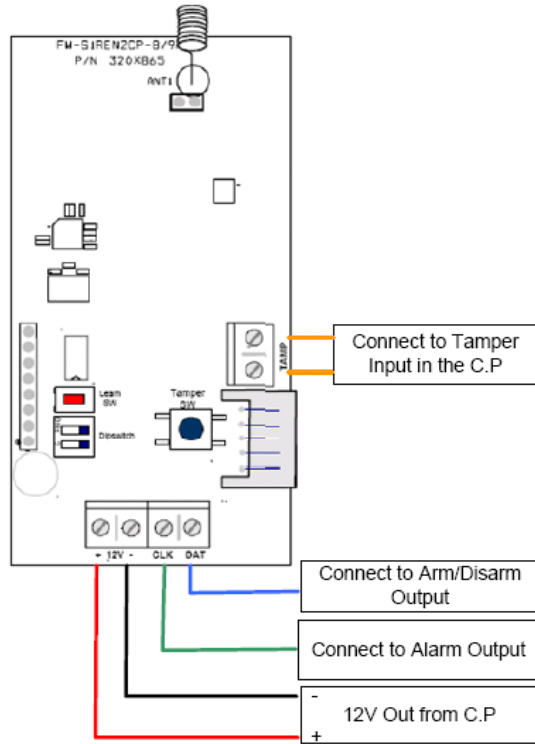 FW-SIREN2CP-8/9
P/N 320X865
ANT1
TAMP
Connect to Tamper
Input in the C.P
Learn
SW
Tamper
SW
Dipswitch
+ 12V - CLK DAT
Connect to Arm/Disarm
Output
Connect to Alarm Output
-
12V Out from C.P
+